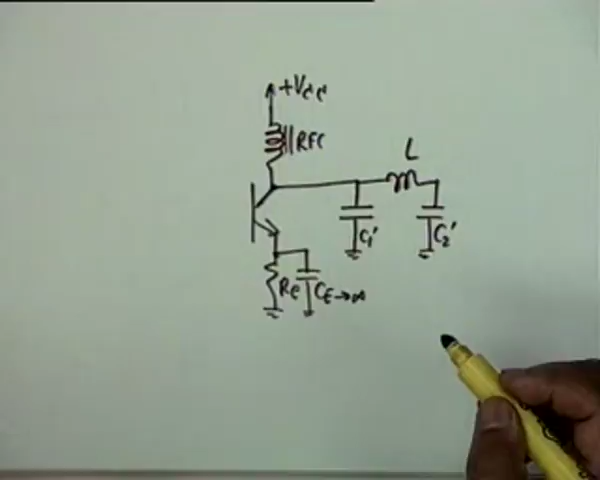 +Vcc
RFC
L
C1'
C2'
RE
CE→∞